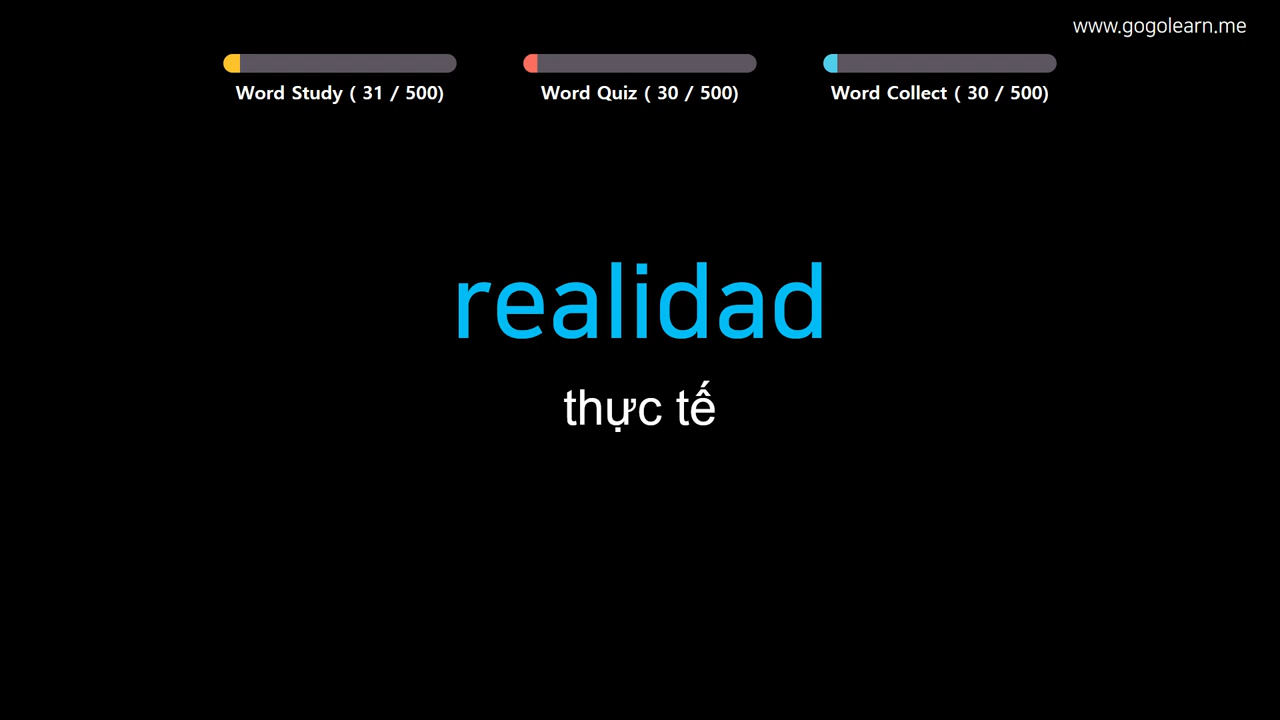 www.gogolearn.me
Word Study ( 31 / 500)
Word Quiz ( 30 / 500)
Word Collect ( 30 / 500)
realidad
thực tế